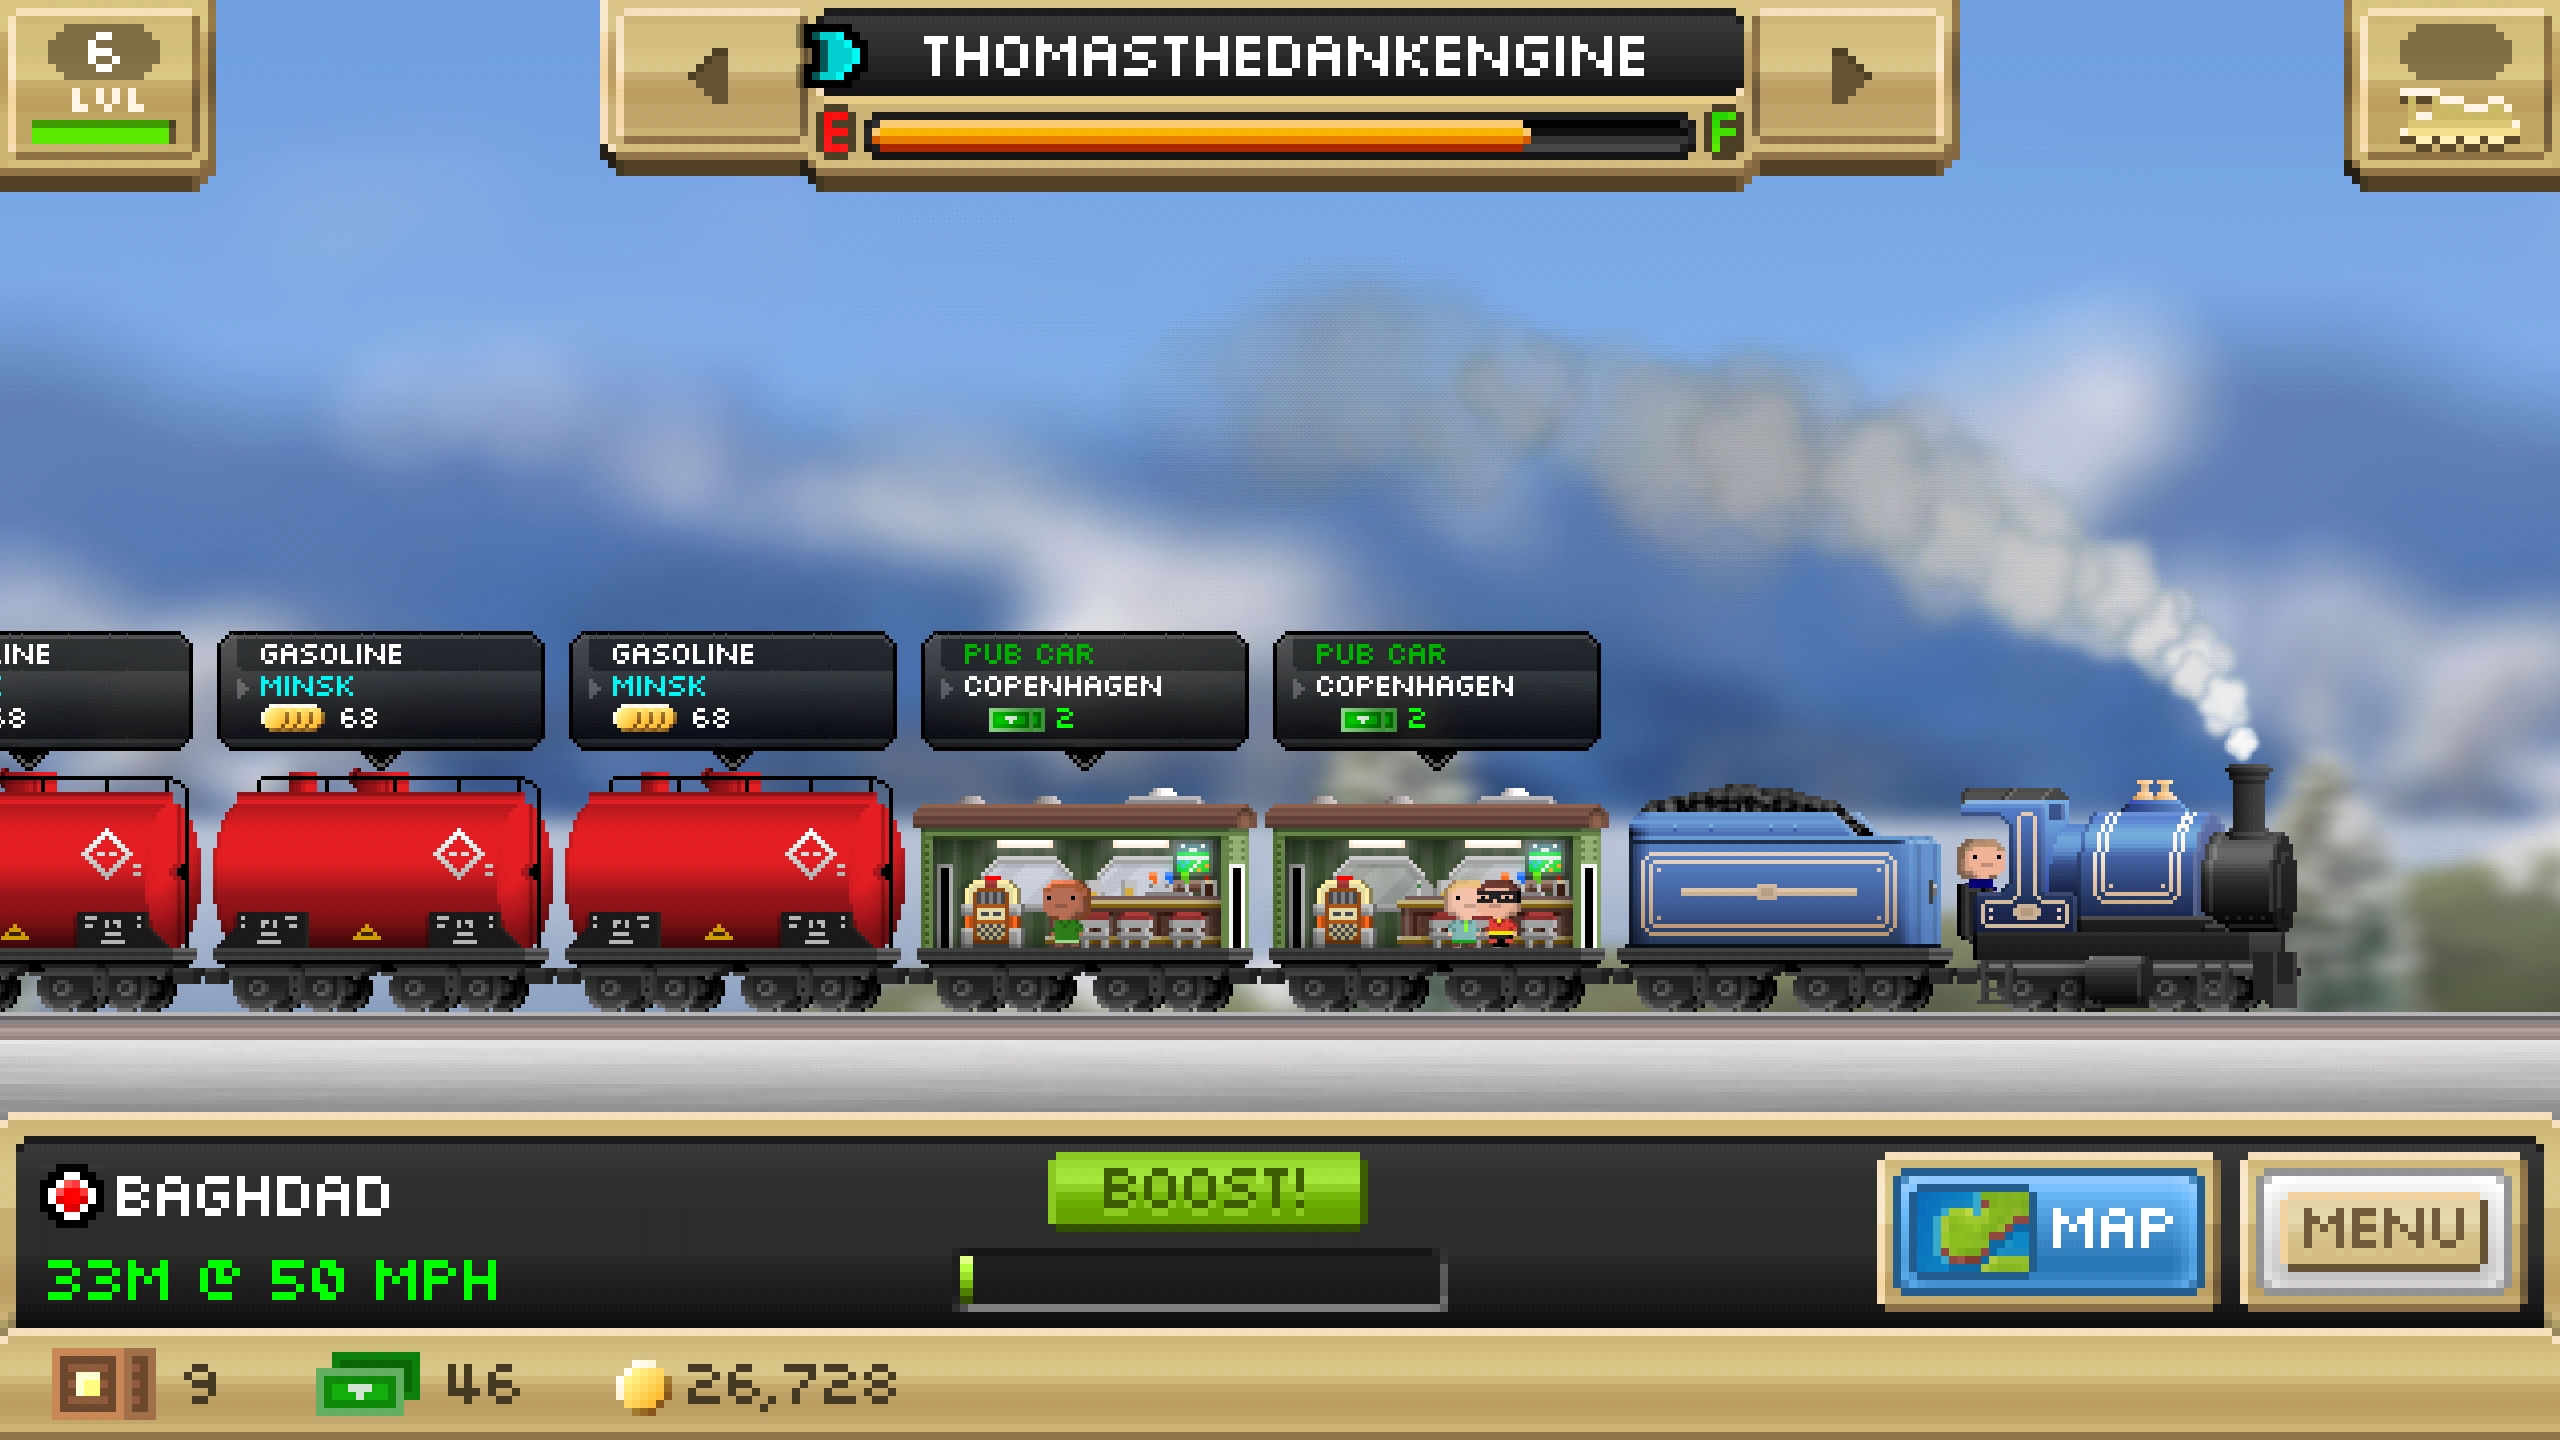 6
LVL
THOMASTHEDANKENGINE
E F
GASOLINE
MINSK
68
GASOLINE
MINSK
68
PUB CAR
COPENHAGEN
2
PUB CAR
COPENHAGEN
2
BAGHDAD
33M @ 50 MPH
BOOST!
MAP
MENU
9
46
26,728